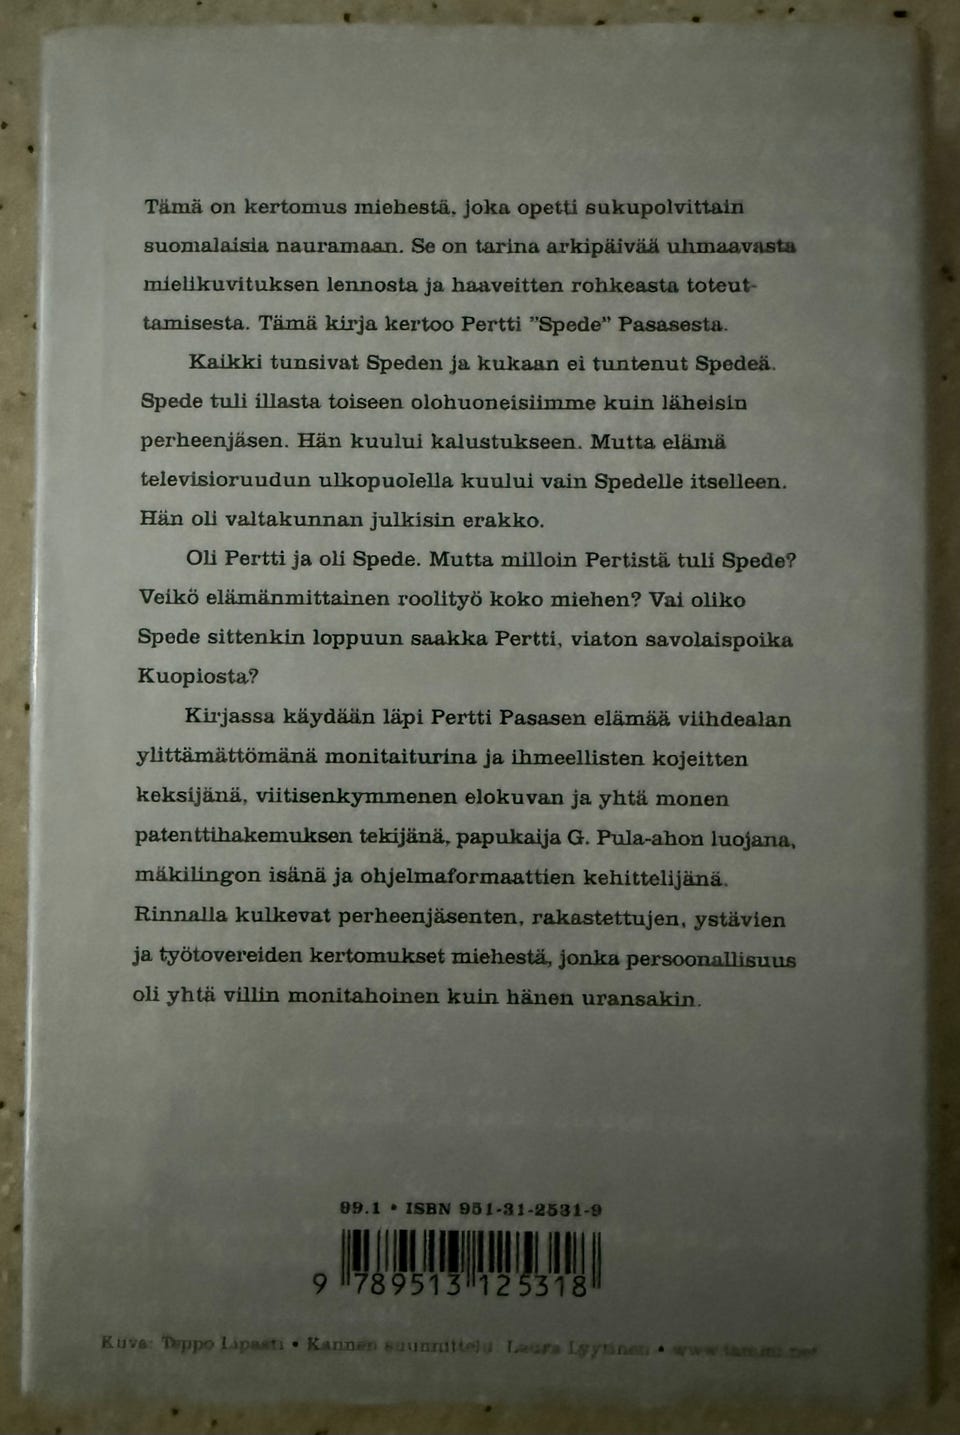 Tämä on kertomus miehestä, joka opetti sukupolvittain
suomalaisia nauramaan. Se on tarina arkipäivää uhmaavasta
mielikuvituksen lennosta ja haaveitten rohkeasta toteut-
tamisesta. Tämä kirja kertoo Pertti ”Spede” Pasasesta.
Kaikki tunsivat Speden ja kukaan ei tuntenut Spedeä.
Spede tuli illasta toiseen olohuoneisiimme kuin läheisin
perheenjäsen. Hän kuului kalustukseen. Mutta elämä
televisioruudun ulkopuolella kuului vain Spedelle itselleen.
Hän oli valtakunnan julkisin erakko.
Oli Pertti ja oli Spede. Mutta milloin Pertistä tuli Spede?
Veikö elämänmittainen roolityö koko miehen? Vai oliko
Spede sittenkin loppuun saakka Pertti, viaton savolaispoika
Kuopiosta?
Kirjassa käydään läpi Pertti Pasasen elämää viihdealan
ylittämättömänä monitaiturina ja ihmeellisten kojeitten
keksijänä, viitisenkymmenen elokuvan ja yhtä monen
patenttihakemuksen tekijänä, papukaija G. Pula-ahon luojana,
mäkilingon isänä ja ohjelmaformaattien kehittelijänä.
Rinnalla kulkevat perheenjäsenten, rakastettujen, ystävien
ja työtovereiden kertomukset miehestä, jonka persoonallisuus
oli yhtä villin monitahoinen kuin hänen uransakin.
99.1 • ISBN 951-31-2531-9
9 789513 125318
Kuva: Teppo Lipasti • Kannen suunnittelu: Laura Lyytinen •